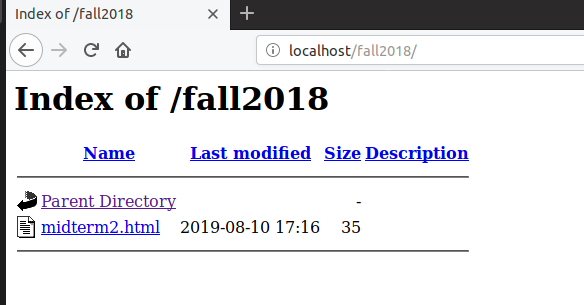 Index of /fall2018
localhost/fall2018/
Index of /fall2018
Name Last modified Size Description
Parent Directory -
midterm2.html 2019-08-10 17:16 35